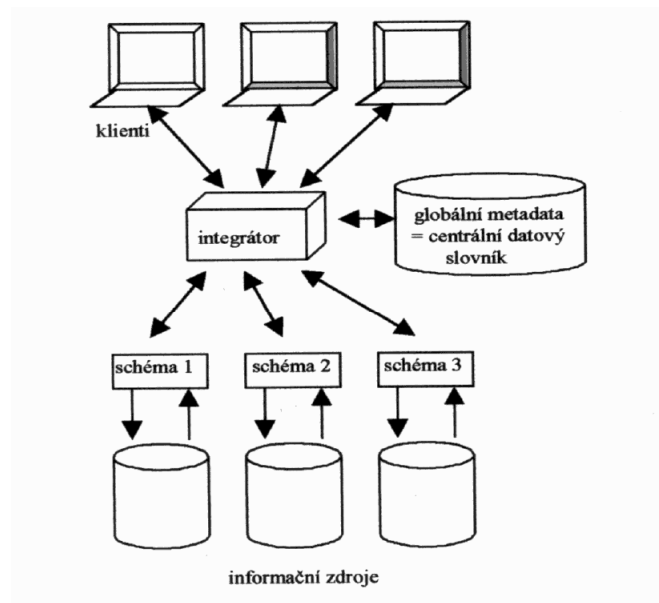 klienti
integrátor
globální metadata
= centrální datový
slovník
schéma 1
schéma 2
schéma 3
informační zdroje